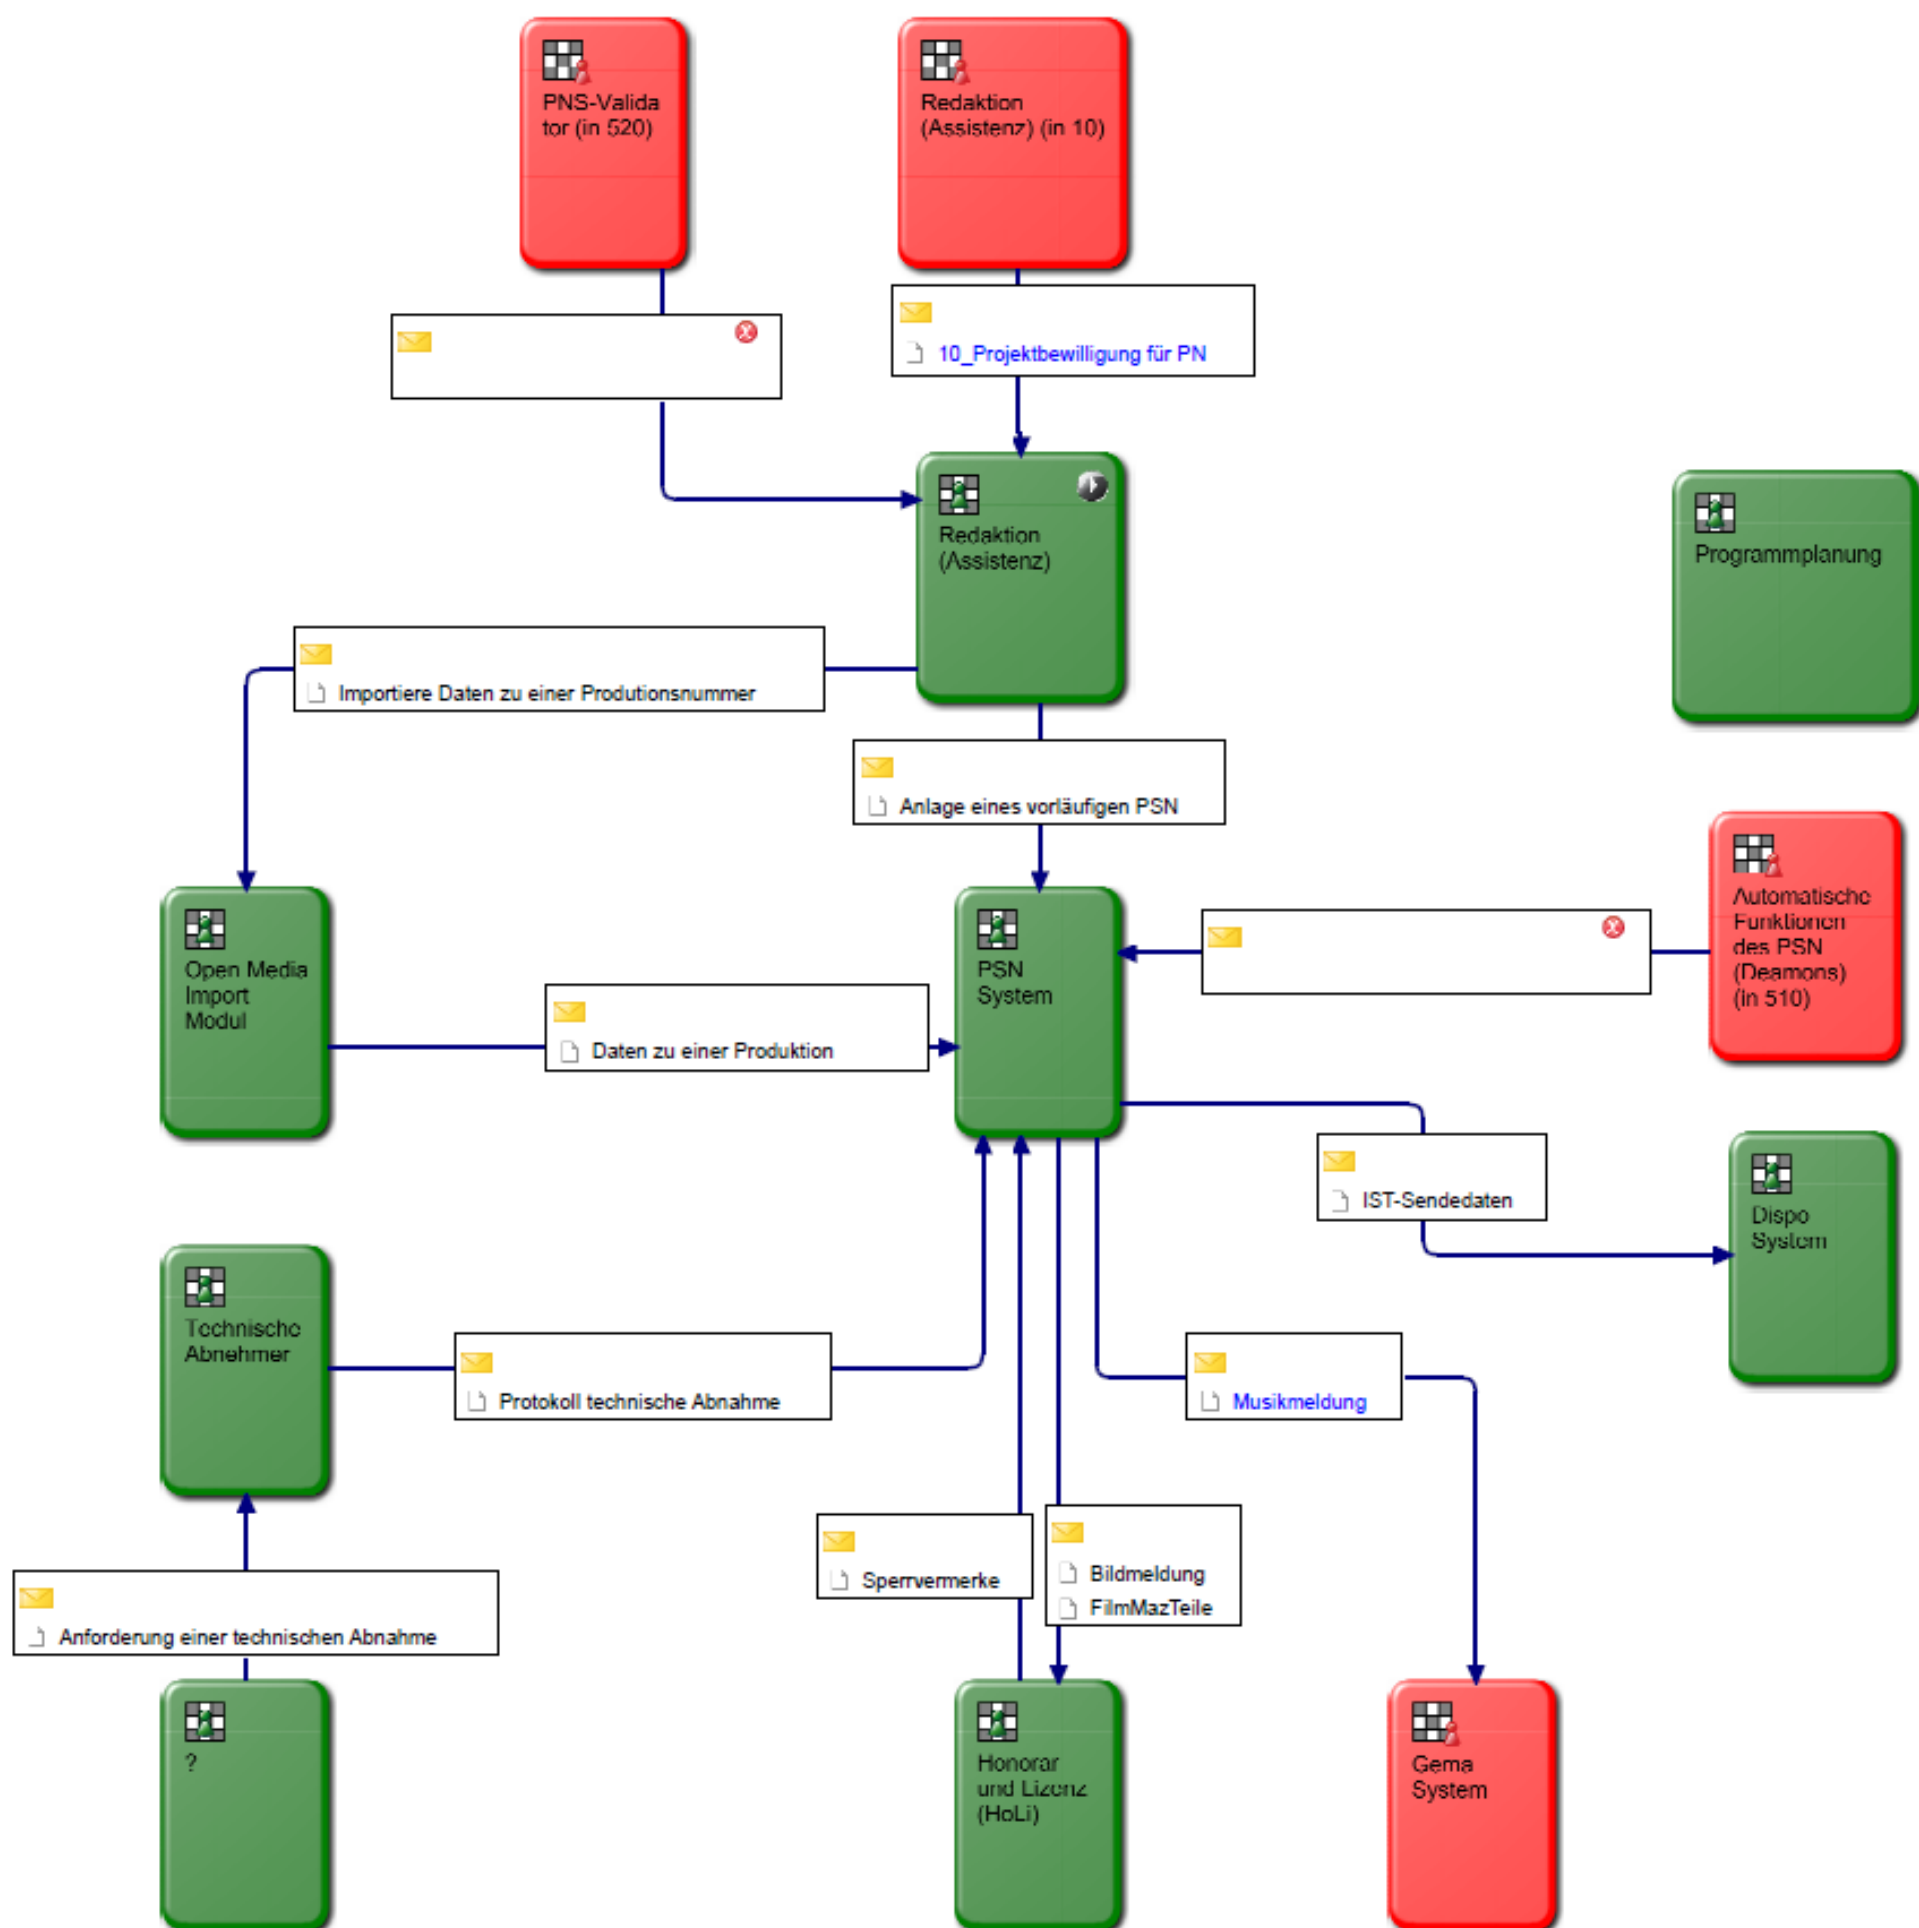 PNS-Valida
tor (in 520)
Redaktion
(Assistenz) (in 10)
10_Projektbewilligung für PN
Redaktion
(Assistenz)
Programmplanung
Importiere Daten zu einer Produtionsnummer
Anlage eines vorläufigen PSN
Automatische
Funktionen
des PSN
(Deamons)
(in 510)
Open Media
Import
Modul
PSN
System
Daten zu einer Produktion
IST-Sendedaten
Dispo
System
Technische
Abnehmer
Protokoll technische Abnahme
Musikmeldung
Sperrvermerke
Bildmeldung
FilmMazTeile
Anforderung einer technischen Abnahme
?
Honorar
und Lizenz
(HoLi)
Gema
System